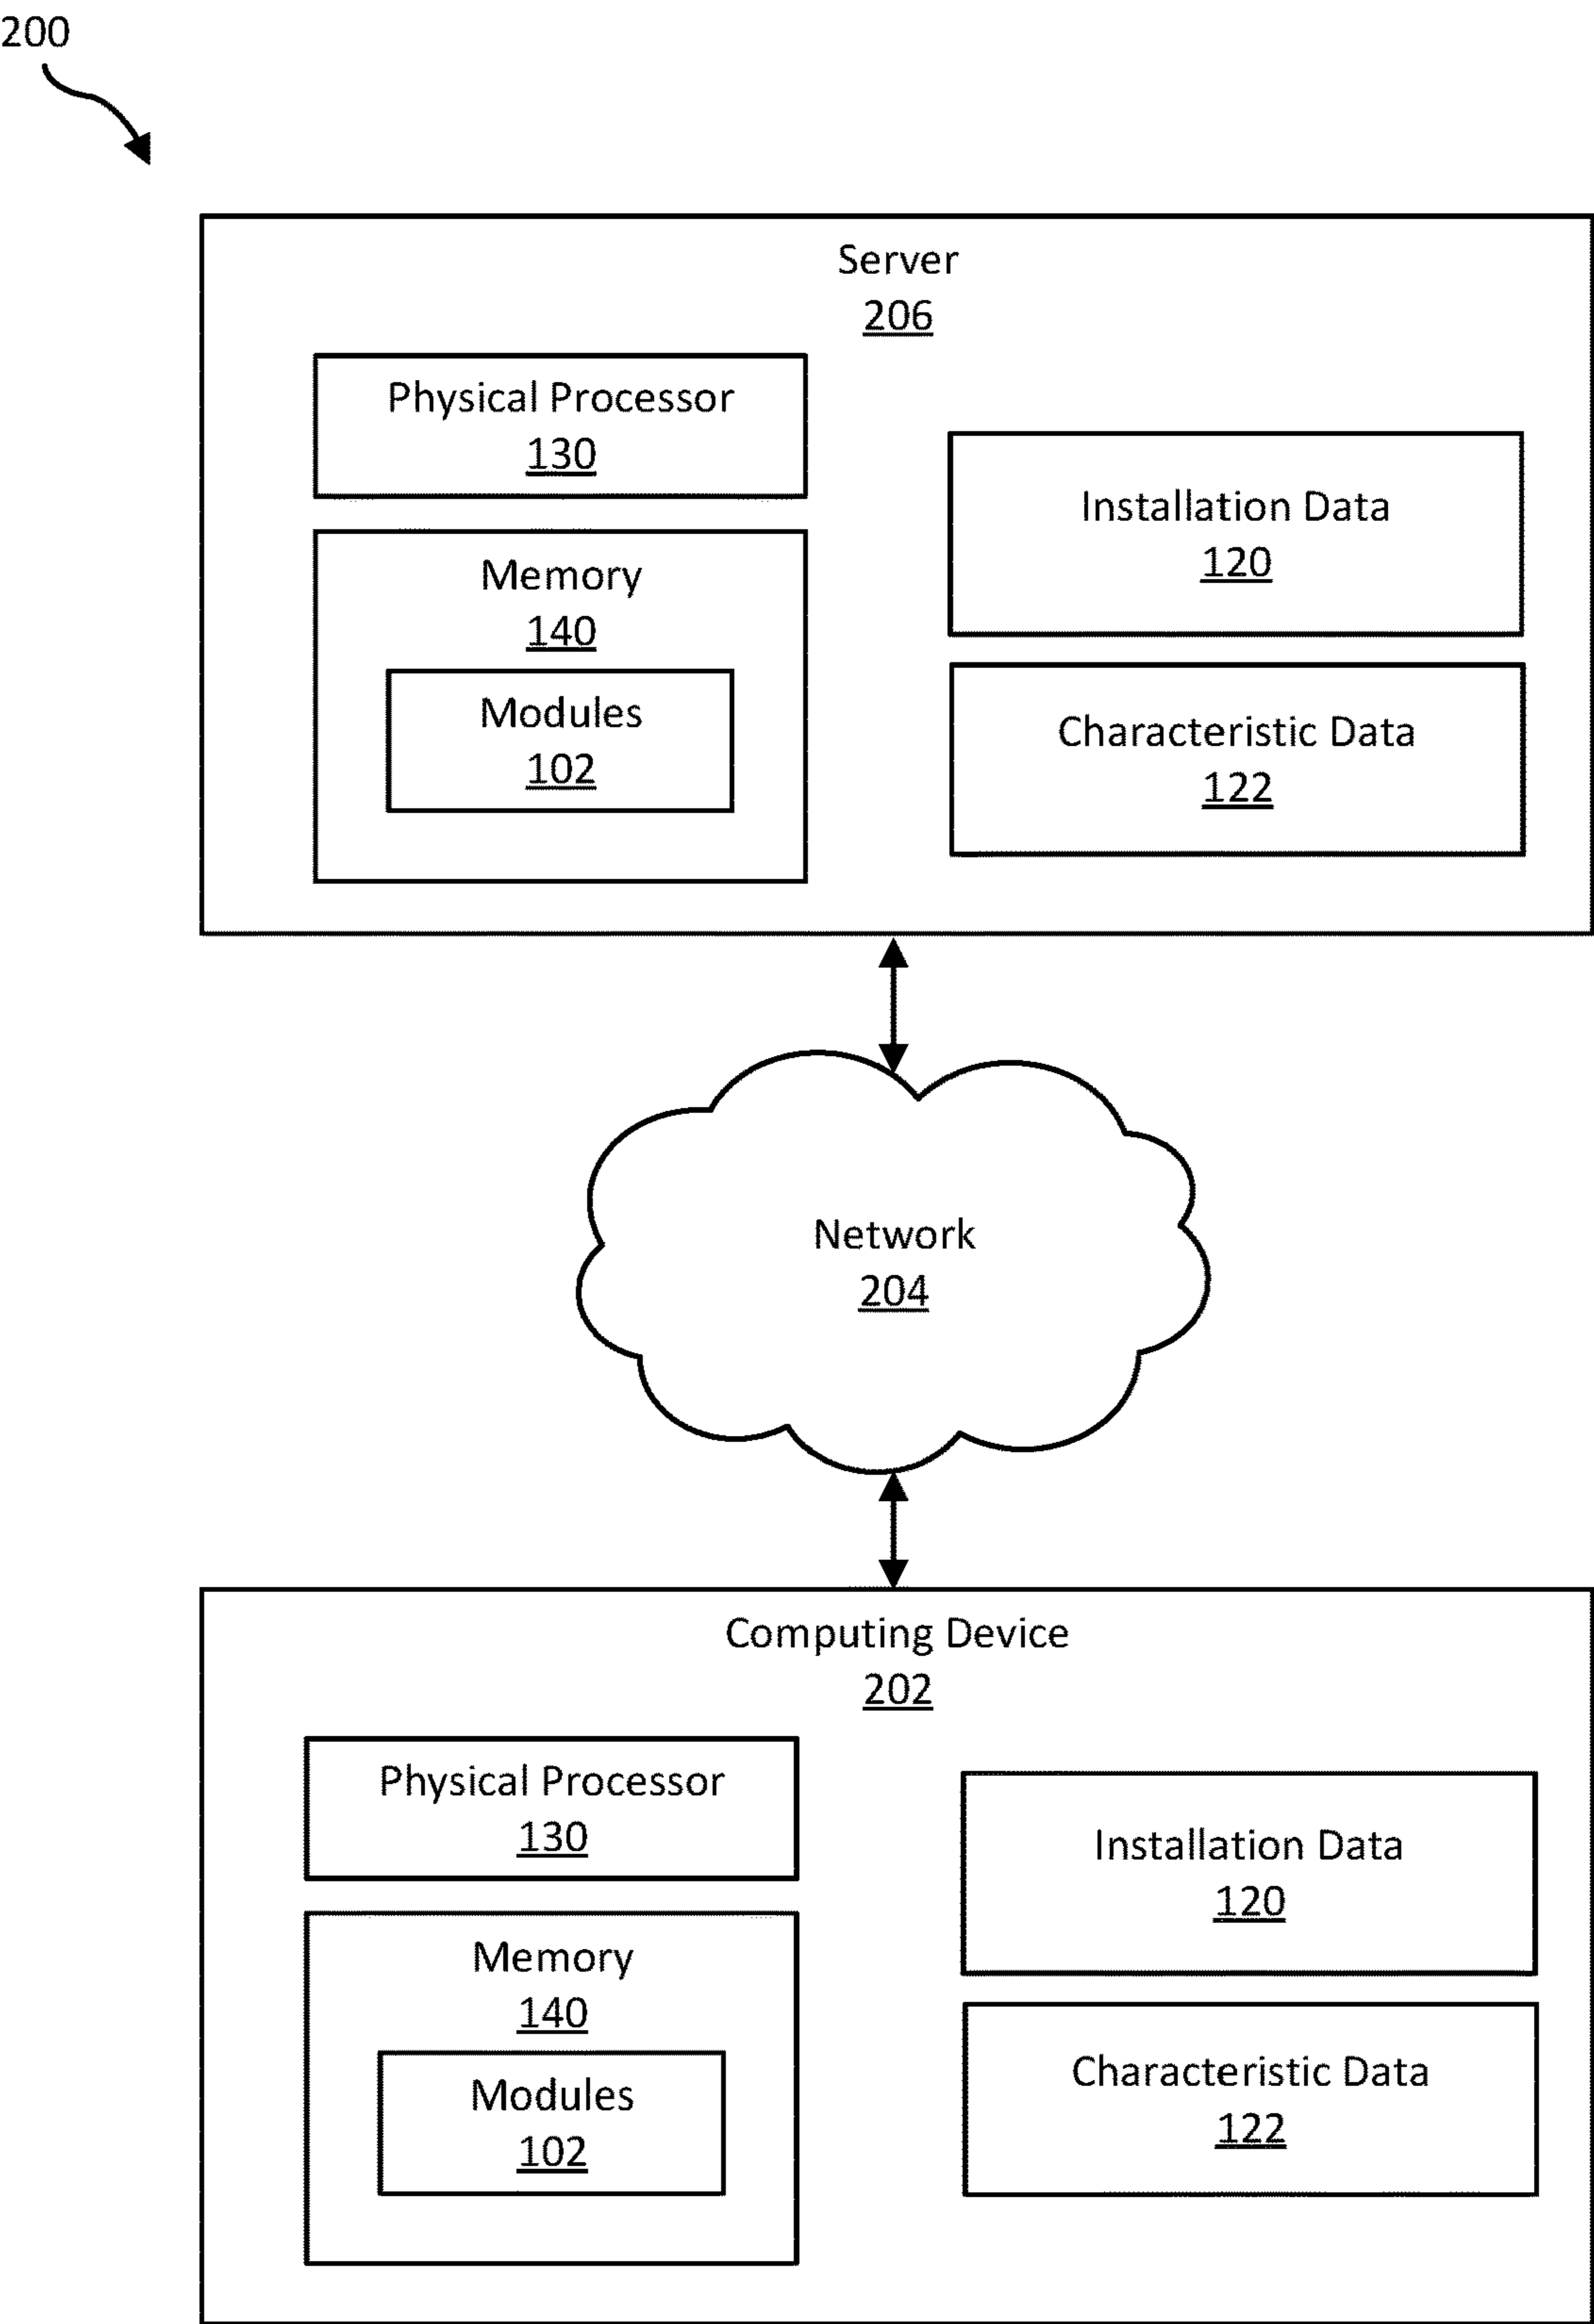 200
Server
206
Physical Processor
130
Memory
140
Modules
102
Installation Data
120
Characteristic Data
122
Network
204
Computing Device
202
Physical Processor
130
Memory
140
Modules
102
Installation Data
120
Characteristic Data
122